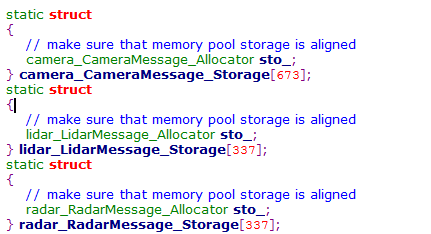 static struct
{
// make sure that memory pool storage is aligned
camera_CameraMessage_Allocator sto_;
} camera_CameraMessage_Storage[673];
static struct
{
// make sure that memory pool storage is aligned
lidar_LidarMessage_Allocator sto_;
} lidar_LidarMessage_Storage[337];
static struct
{
// make sure that memory pool storage is aligned
radar_RadarMessage_Allocator sto_;
} radar_RadarMessage_Storage[337];